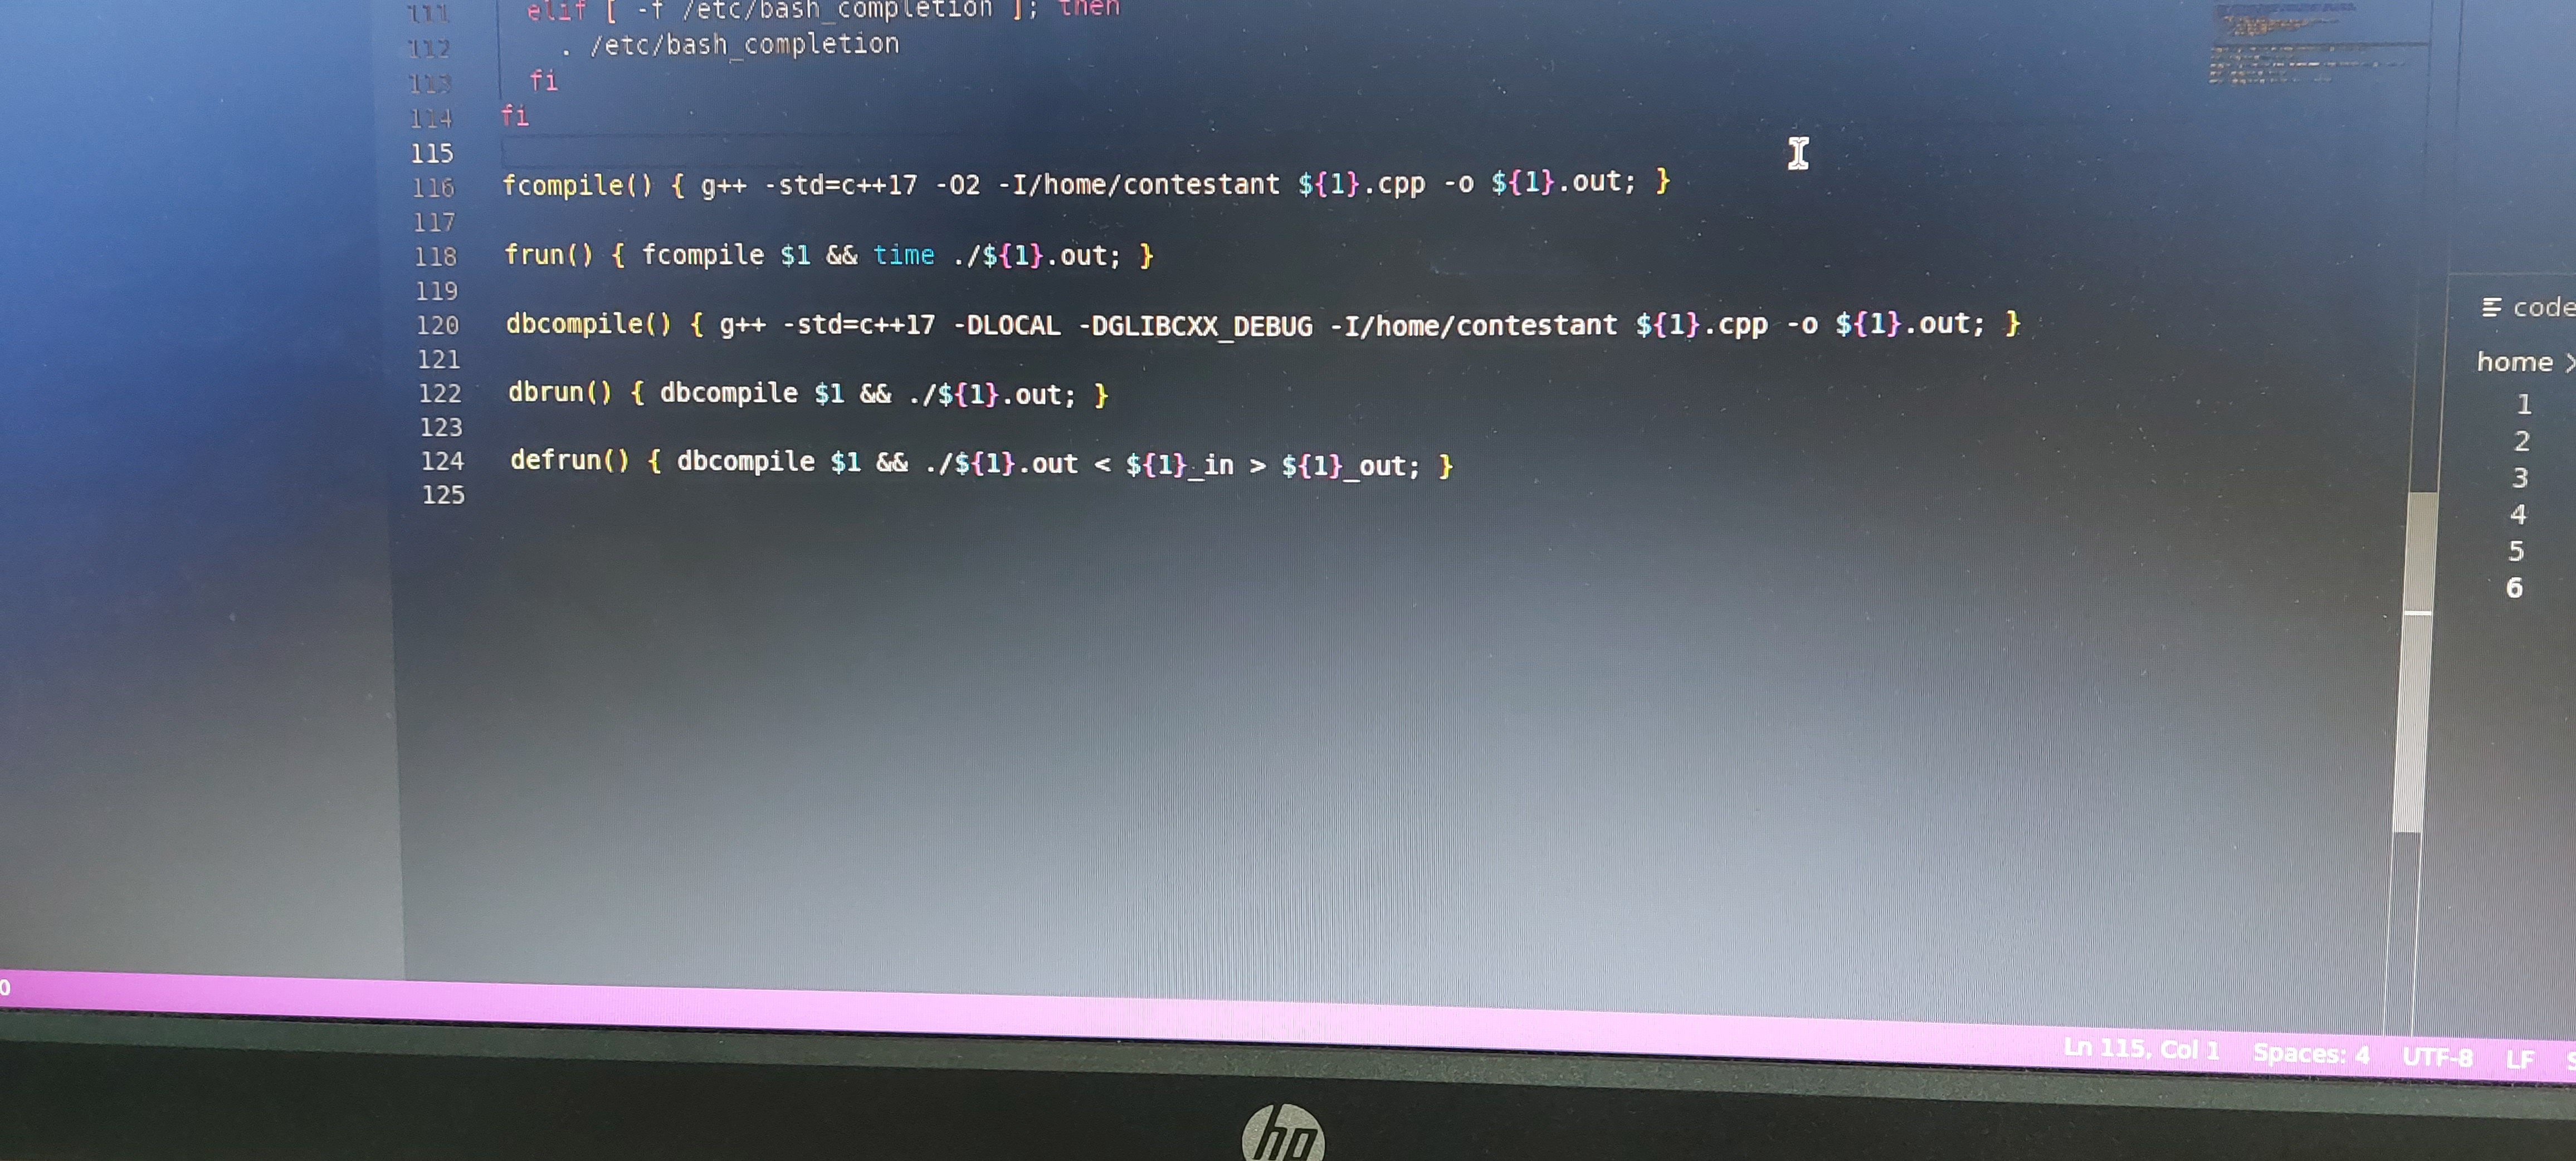 111 elif [ -f /etc/bash_completion ]; then
112 . /etc/bash_completion
113 fi
114 fi
115
116 fcompile() { g++ -std=c++17 -O2 -I/home/contestant ${1}.cpp -o ${1}.out; }
117
118 frun() { fcompile $1 && time ./${1}.out; }
119
120 dbcompile() { g++ -std=c++17 -DLOCAL -DGLIBCXX_DEBUG -I/home/contestant ${1}.cpp -o ${1}.out; }
121
122 dbrun() { dbcompile $1 && ./${1}.out; }
123
124 defrun() { dbcompile $1 && ./${1}.out < ${1}_in > ${1}_out; }
125
code
home >
1
2
3
4
5
6
0
Ln 115, Col 1 Spaces: 4 UTF-8 LF
hp